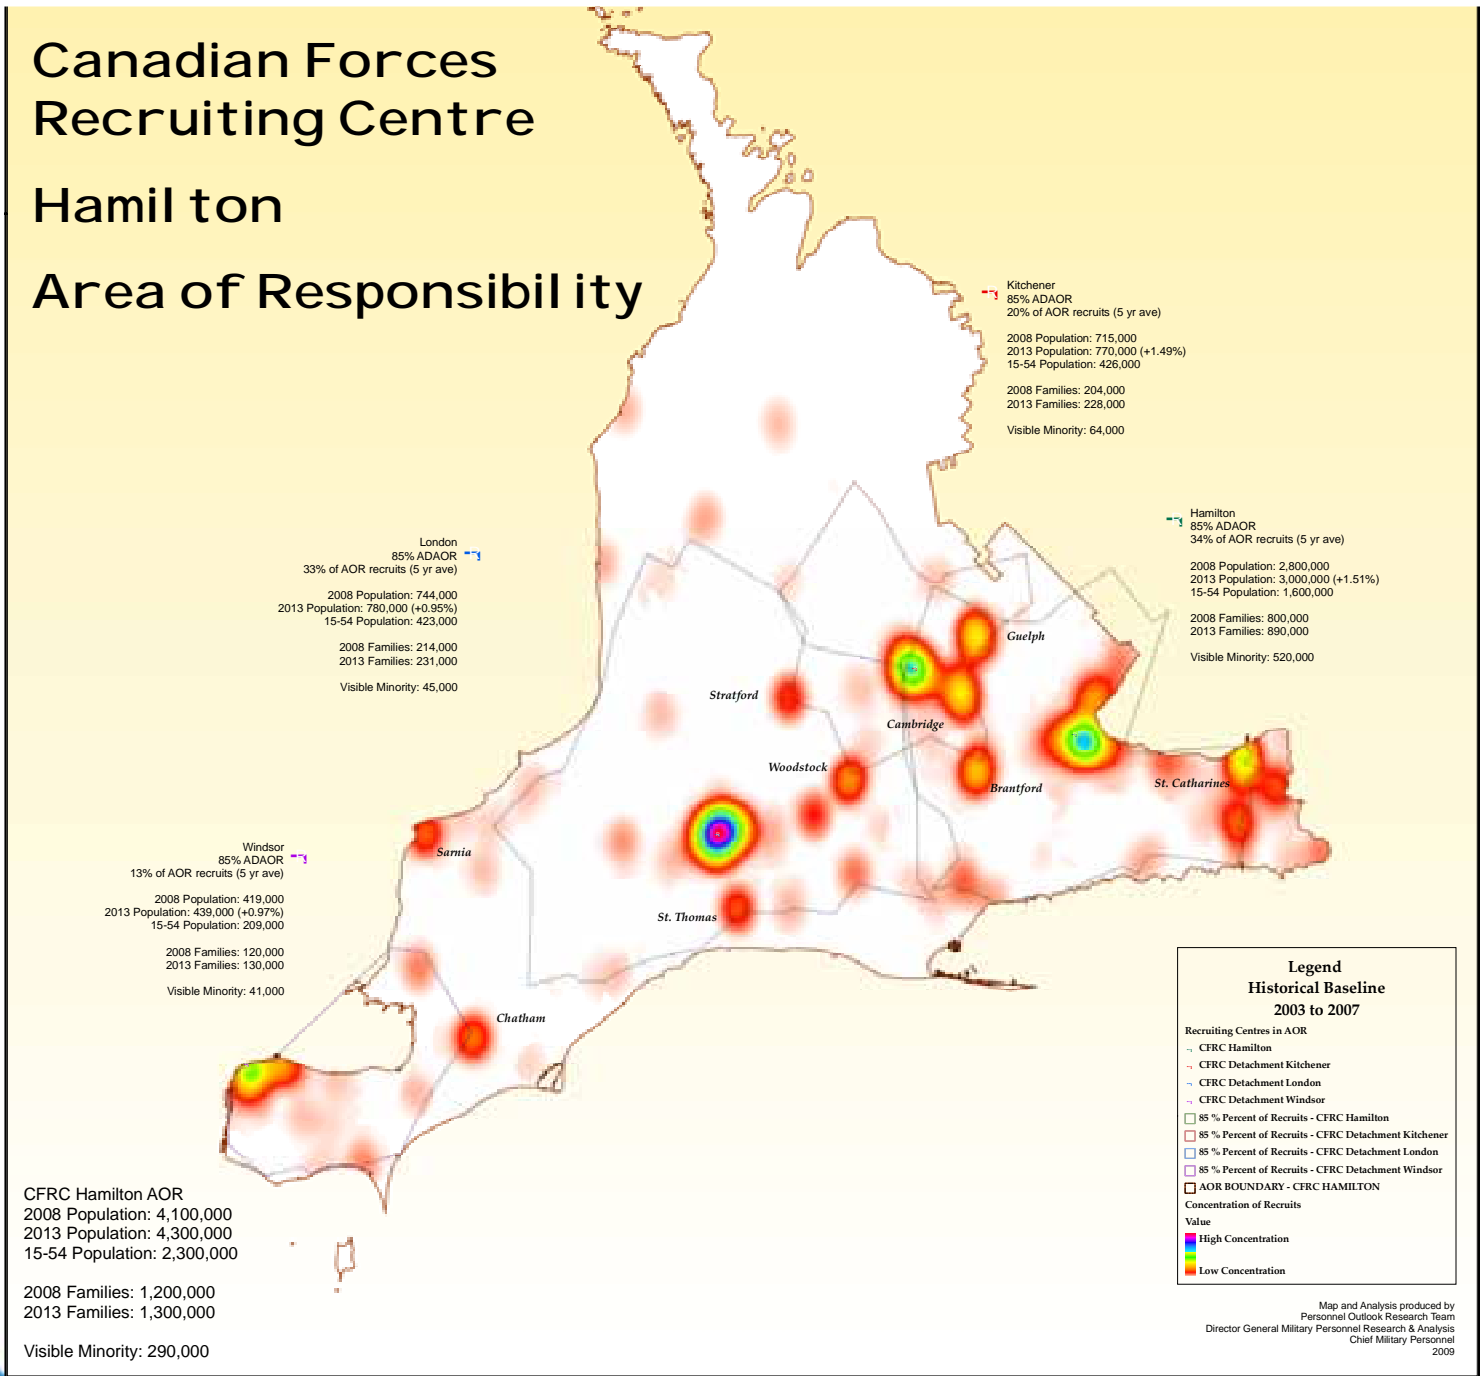 Canadian Forces
Recruiting Centre
Hamilton
Area of Responsibility
Kitchener
85% ADAOR
20% of AOR recruits (5 yr ave)
2008 Population: 715,000
2013 Population: 770,000 (+1.49%)
15-54 Population: 426,000
2008 Families: 204,000
2013 Families: 228,000
Visible Minority: 64,000
Hamilton
85% ADAOR
34% of AOR recruits (5 yr ave)
2008 Population: 2,800,000
2013 Population: 3,000,000 (+1.51%)
15-54 Population: 1,600,000
2008 Families: 800,000
2013 Families: 890,000
Visible Minority: 520,000
London
85% ADAOR
33% of AOR recruits (5 yr ave)
2008 Population: 744,000
2013 Population: 780,000 (+0.95%)
15-54 Population: 423,000
2008 Families: 214,000
2013 Families: 231,000
Visible Minority: 45,000
Guelph
Stratford
Cambridge
Woodstock
Brantford
St. Catharines
Sarnia
St. Thomas
Chatham
Windsor
85% ADAOR
13% of AOR recruits (5 yr ave)
2008 Population: 419,000
2013 Population: 439,000 (+0.97%)
15-54 Population: 209,000
2008 Families: 120,000
2013 Families: 130,000
Visible Minority: 41,000
CFRC Hamilton AOR
2008 Population: 4,100,000
2013 Population: 4,300,000
15-54 Population: 2,300,000
2008 Families: 1,200,000
2013 Families: 1,300,000
Visible Minority: 290,000
Legend
Historical Baseline
2003 to 2007
Recruiting Centres in AOR
CFRC Hamilton
CFRC Detachment Kitchener
CFRC Detachment London
CFRC Detachment Windsor
85 % Percent of Recruits - CFRC Hamilton
85 % Percent of Recruits - CFRC Detachment Kitchener
85 % Percent of Recruits - CFRC Detachment London
85 % Percent of Recruits - CFRC Detachment Windsor
AOR BOUNDARY - CFRC HAMILTON
Concentration of Recruits
Value
High Concentration
Low Concentration
Map and Analysis produced by
Personnel Outlook Research Team
Director General Military Personnel Research & Analysis
Chief Military Personnel
2009